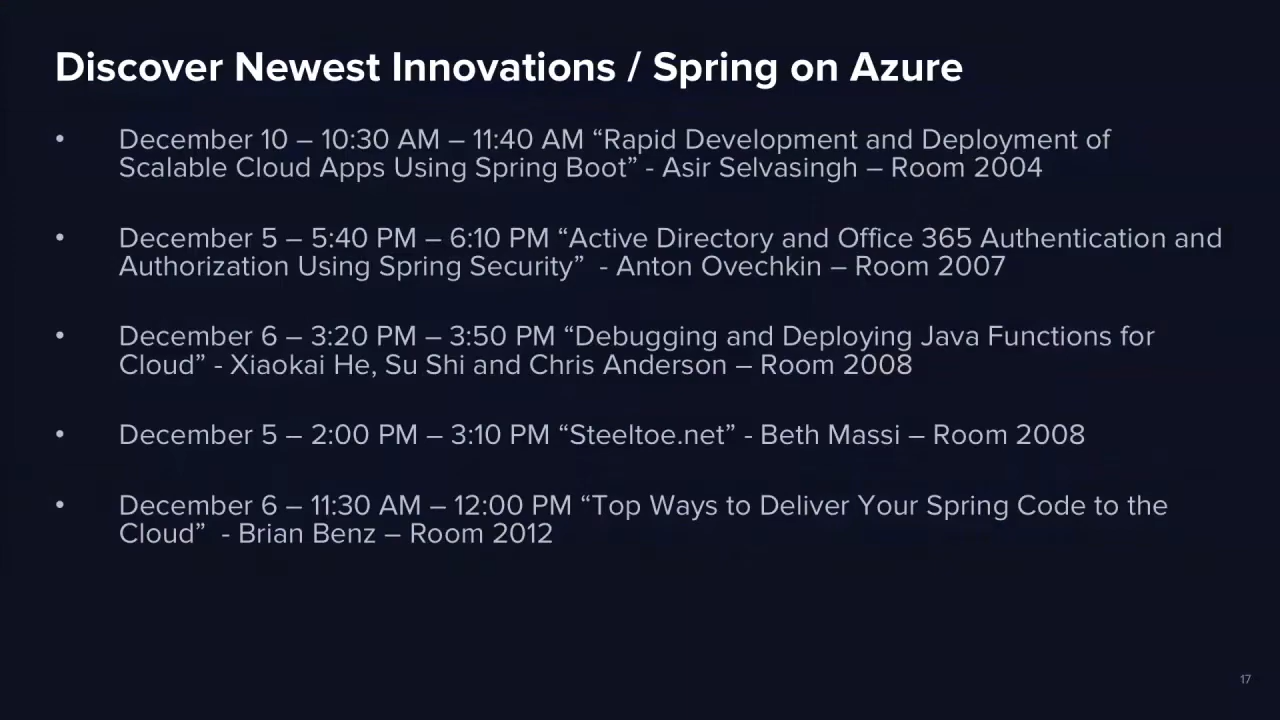 Discover Newest Innovations / Spring on Azure
• December 10 – 10:30 AM – 11:40 AM “Rapid Development and Deployment of
Scalable Cloud Apps Using Spring Boot” - Asir Selvasingh – Room 2004
• December 5 – 5:40 PM – 6:10 PM “Active Directory and Office 365 Authentication and
Authorization Using Spring Security”  - Anton Ovechkin – Room 2007
• December 6 – 3:20 PM – 3:50 PM “Debugging and Deploying Java Functions for
Cloud” - Xiaokai He, Su Shi and Chris Anderson – Room 2008
• December 5 – 2:00 PM – 3:10 PM “Steeltoe.net” - Beth Massi – Room 2008
• December 6 – 11:30 AM – 12:00 PM “Top Ways to Deliver Your Spring Code to the
Cloud”  - Brian Benz – Room 2012
17